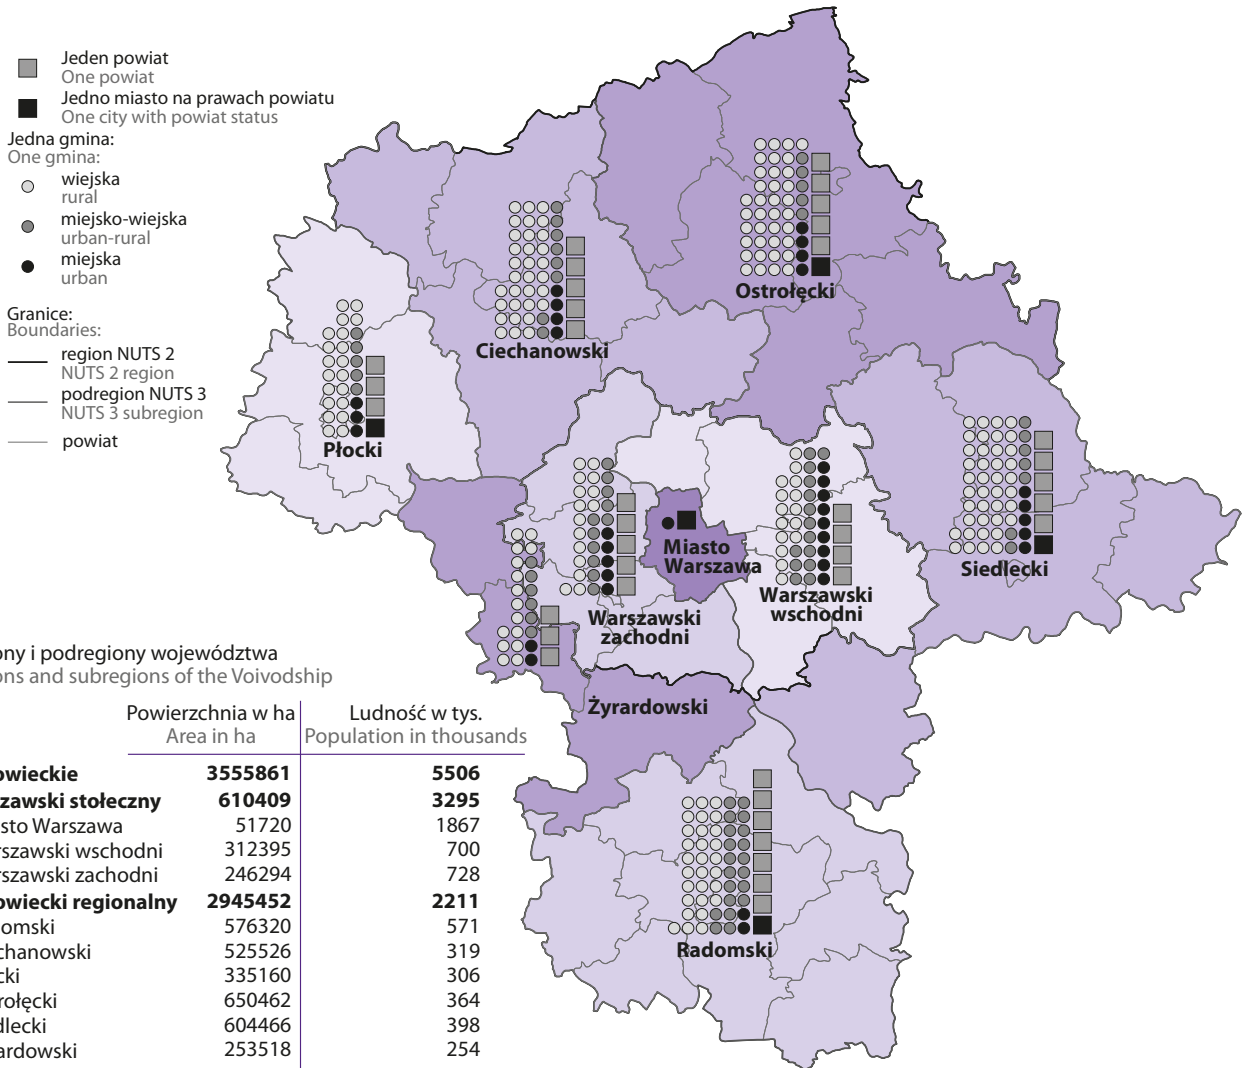 Jeden powiat
One powiat
Jedno miasto na prawach powiatu
One city with powiat status
Jedna gmina:
One gmina:
wiejska
rural
miejsko-wiejska
urban-rural
miejska
urban
Granice:
Boundaries:
region NUTS 2
NUTS 2 region
podregion NUTS 3
NUTS 3 subregion
powiat
Ostrołęcki
Ciechanowski
Płocki
Miasto
Warszawa
Siedlecki
Warszawski
wschodni
Warszawski
zachodni
Żyrardowski
Radomski
ony i podregiony województwa
ons and subregions of the Voivodship
Powierzchnia w ha
Area in ha
Ludność w tys.
Population in thousands
owieckie 3555861 5506
zawski stołeczny 610409 3295
sto Warszawa 51720 1867
rszawski wschodni 312395 700
rszawski zachodni 246294 728
owiecki regionalny 2945452 2211
omski 576320 571
chanowski 525526 319
cki 335160 306
rołęcki 650462 364
dlecki 604466 398
ardowski 253518 254